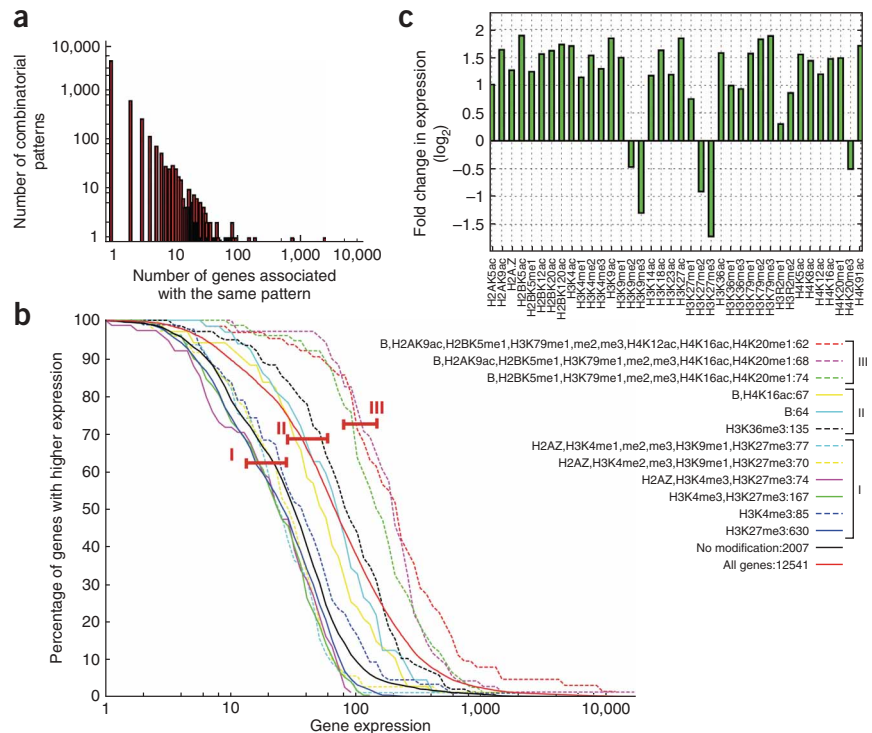 a
10,000
1,000
100
10
1
Number of combinatorial
patterns
1
10
100
1,000
10,000
Number of genes associated
with the same pattern
c
2
1.5
1
0.5
0
−0.5
−1
−1.5
Fold change in expression
(log2)
H2AK5ac
H2AK9ac
H2A.Z
H2BK5ac
H2BK5me1
H2BK12ac
H2BK20ac
H2BK120ac
H3K4ac
H3K4me1
H3K4me2
H3K4me3
H3K9ac
H3K9me1
H3K9me2
H3K9me3
H3K14ac
H3K18ac
H3K23ac
H3K27ac
H3K27me1
H3K27me2
H3K27me3
H3K36ac
H3K36me1
H3K36me3
H3K79me1
H3K79me2
H3K79me3
H3R2me1
H3R2me2
H4K5ac
H4K8ac
H4K12ac
H4K16ac
H4K20me1
H4K20me3
H4K91ac
b
100
90
80
70
60
50
40
30
20
10
0
Percentage of genes with higher expression
1
10
100
1,000
10,000
Gene expression
I
II
III
B,H2AK9ac,H2BK5me1,H3K79me1,me2,me3,H4K12ac,H4K16ac,H4K20me1:62
B,H2AK9ac,H2BK5me1,H3K79me1,me2,me3,H4K16ac,H4K20me1:68
B,H2BK5me1,H3K79me1,me2,me3,H4K16ac,H4K20me1:74
III
B,H4K16ac:67
B:64
H3K36me3:135
II
H2AZ,H3K4me1,me2,me3,H3K9me1,H3K27me3:77
H2AZ,H3K4me2,me3,H3K9me1,H3K27me3:70
H2AZ,H3K4me3,H3K27me3:74
H3K4me3,H3K27me3:167
H3K4me3:85
H3K27me3:630
I
No modification:2007
All genes:12541